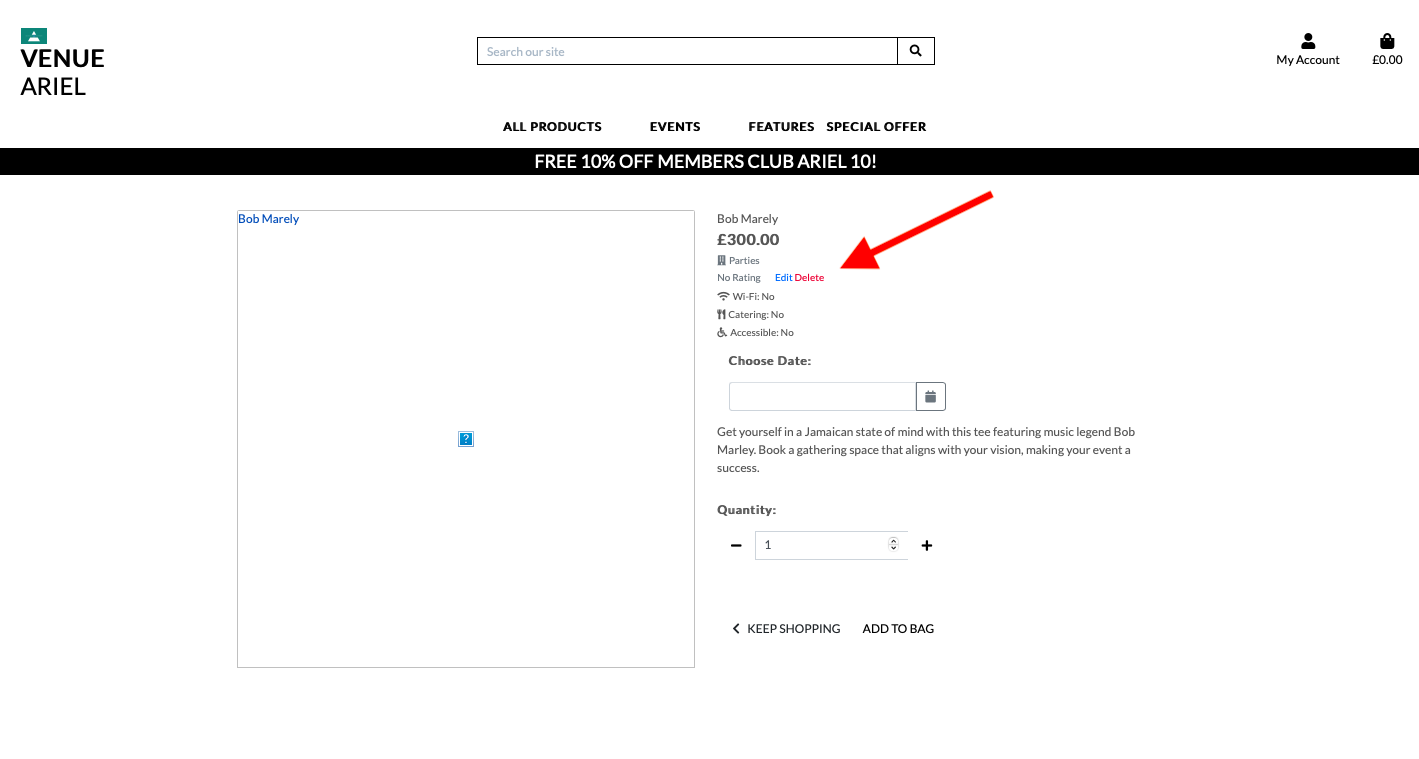 VENUE
ARIEL
Search our site
My Account
£0.00
ALL PRODUCTS EVENTS FEATURES SPECIAL OFFER
FREE 10% OFF MEMBERS CLUB ARIEL 10!
Bob Marely
Bob Marely
£300.00
Parties
No Rating Edit Delete
Wi-Fi: No
Catering: No
Accessible: No
Choose Date:
Get yourself in a Jamaican state of mind with this tee featuring music legend Bob
Marley. Book a gathering space that aligns with your vision, making your event a
success.
Quantity:
1
KEEP SHOPPING ADD TO BAG